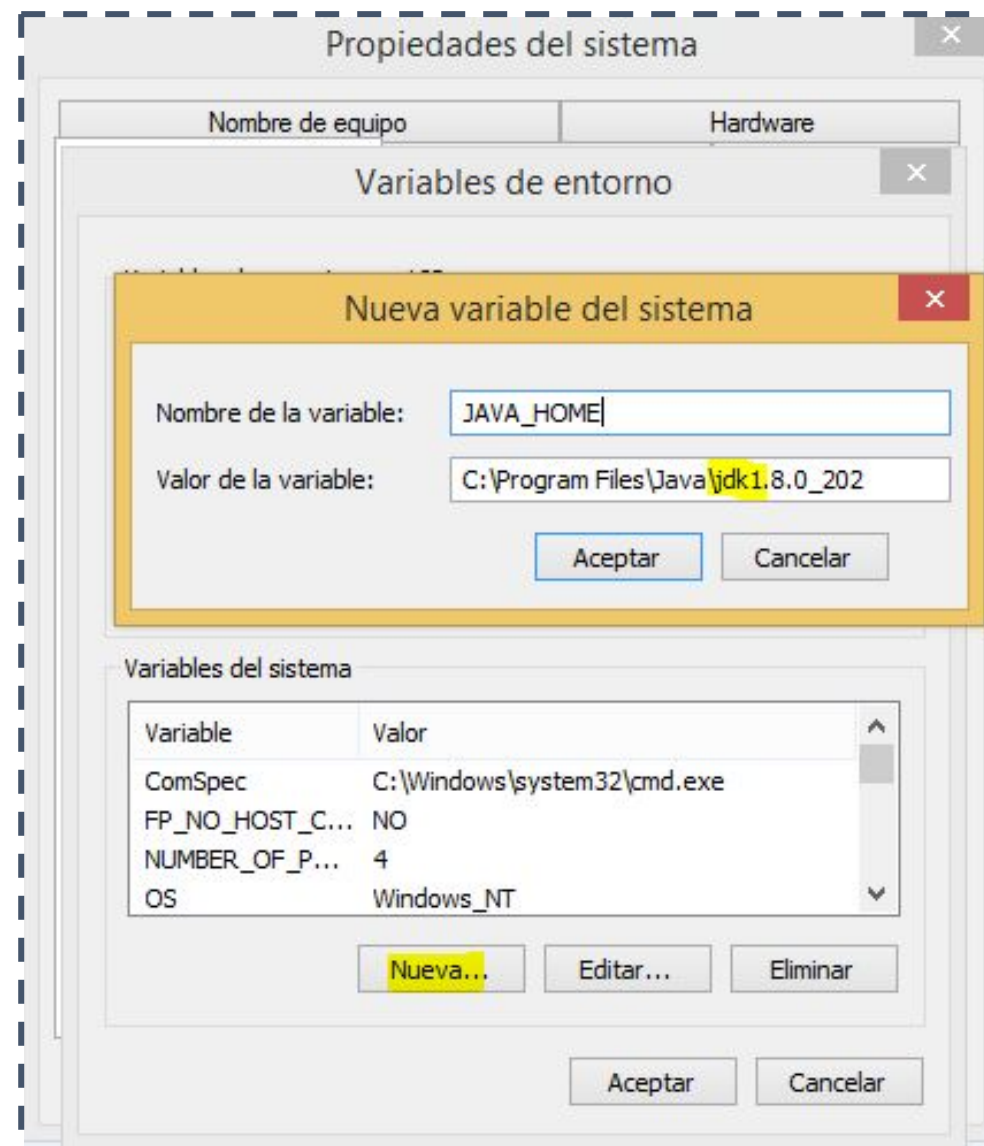 Propiedades del sistema
Nombre de equipo
Hardware
Variables de entorno
Nueva variable del sistema
Nombre de la variable:
JAVA_HOME
Valor de la variable:
C:\Program Files\Java\jdk1.8.0_202
Aceptar
Cancelar
Variables del sistema
Variable
Valor
ComSpec
C:\Windows\system32\cmd.exe
FP_NO_HOST_C...
NO
NUMBER_OF_P...
4
OS
Windows_NT
Nueva...
Editar...
Eliminar
Aceptar
Cancelar